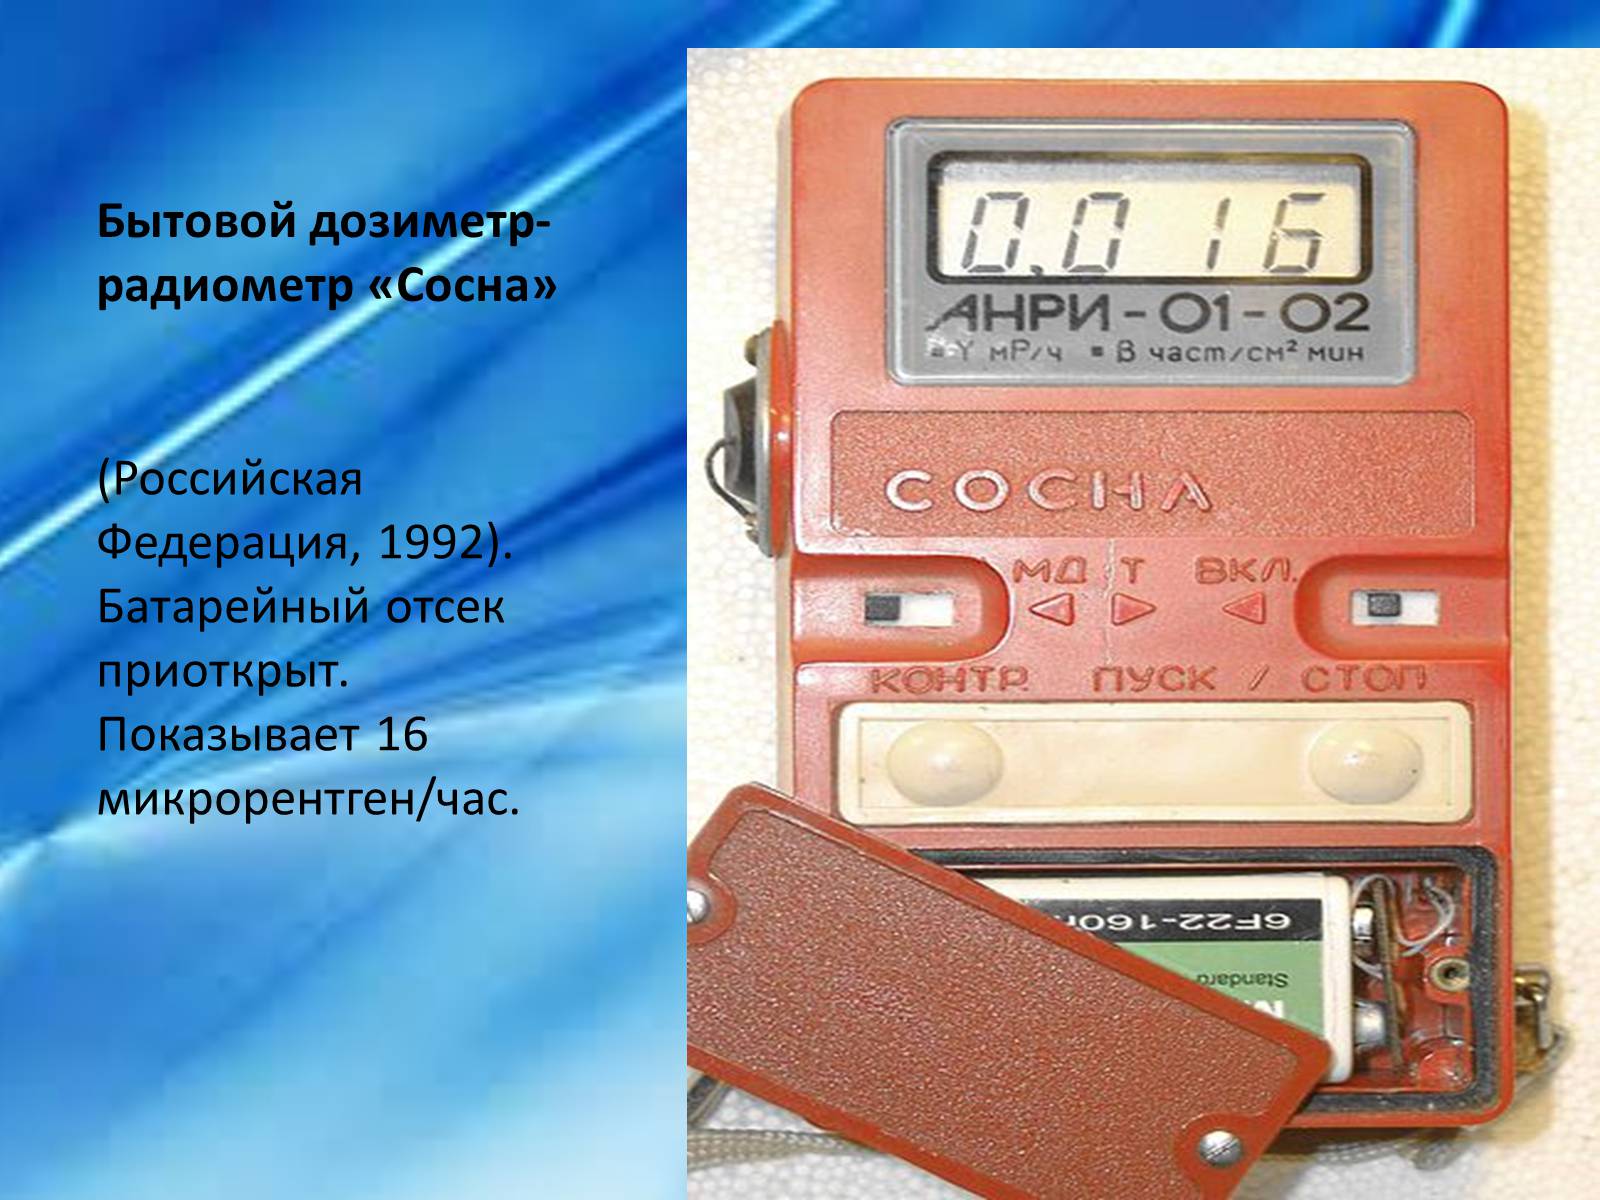 Бытовой дозиметр-
радиометр «Сосна»
(Российская
Федерация, 1992).
Батарейный отсек
приоткрыт.
Показывает 16
микрорентген/час.
0.016
АНРИ-01-02
γ мР/ч ▪ β част/см² мин
СОСНА
МД Т ВКЛ.
КОНТР. ПУСК / СТОП
6F22-160
Standard